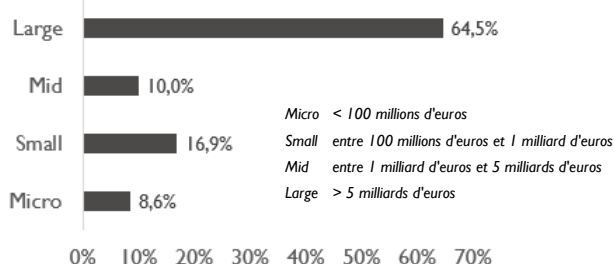 Large 64,5%
Mid 10,0%
Small 16,9%
Micro 8,6%
Micro < 100 millions d'euros
Small entre 100 millions d'euros et 1 milliard d'euros
Mid entre 1 milliard d'euros et 5 milliards d'euros
Large > 5 milliards d'euros
0% 10% 20% 30% 40% 50% 60% 70%